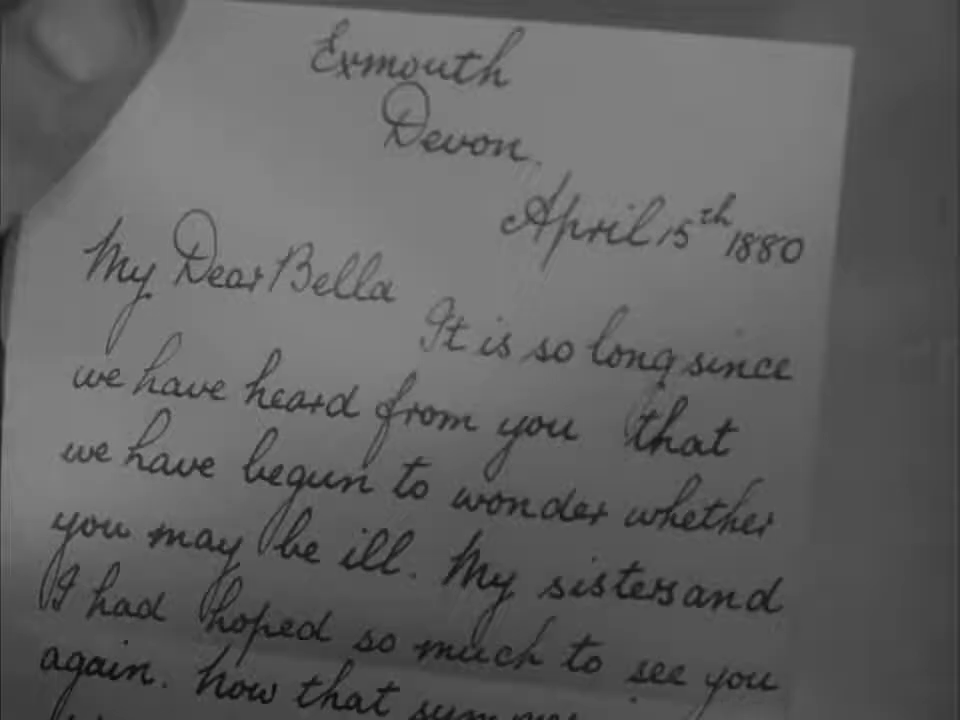 Exmouth
Devon.
April 15th 1880
My Dear Bella
It is so long since
we have heard from you that
we have begun to wonder whether
you may be ill. My sisters and
I had hoped so much to see you
again. Now that summer